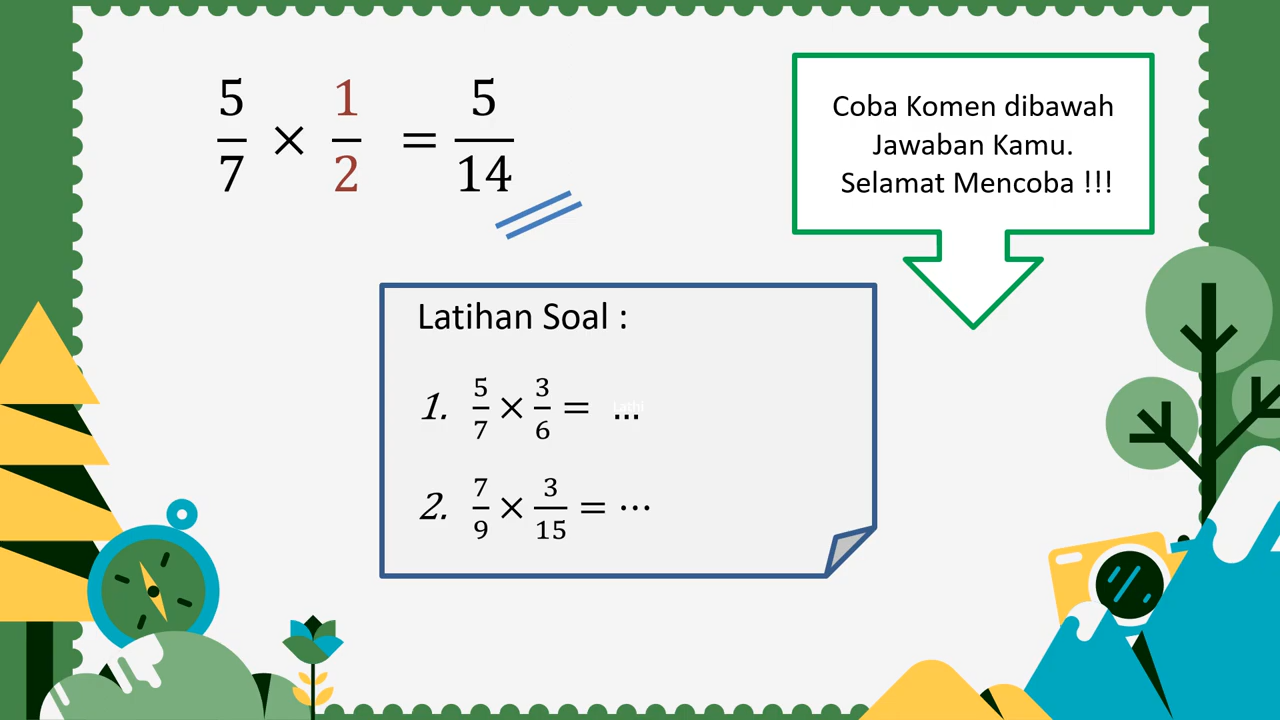 5/7 × 1/2 = 5/14
Coba Komen dibawah
Jawaban Kamu.
Selamat Mencoba !!!
Latihan Soal :
1. 5/7 × 3/6 = ...
2. 7/9 × 3/15 = ⋯